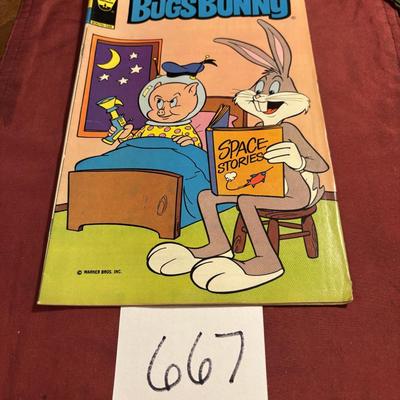 BUGS BUNNY
SPACE
STORIES
© WARNER BROS. INC.
667